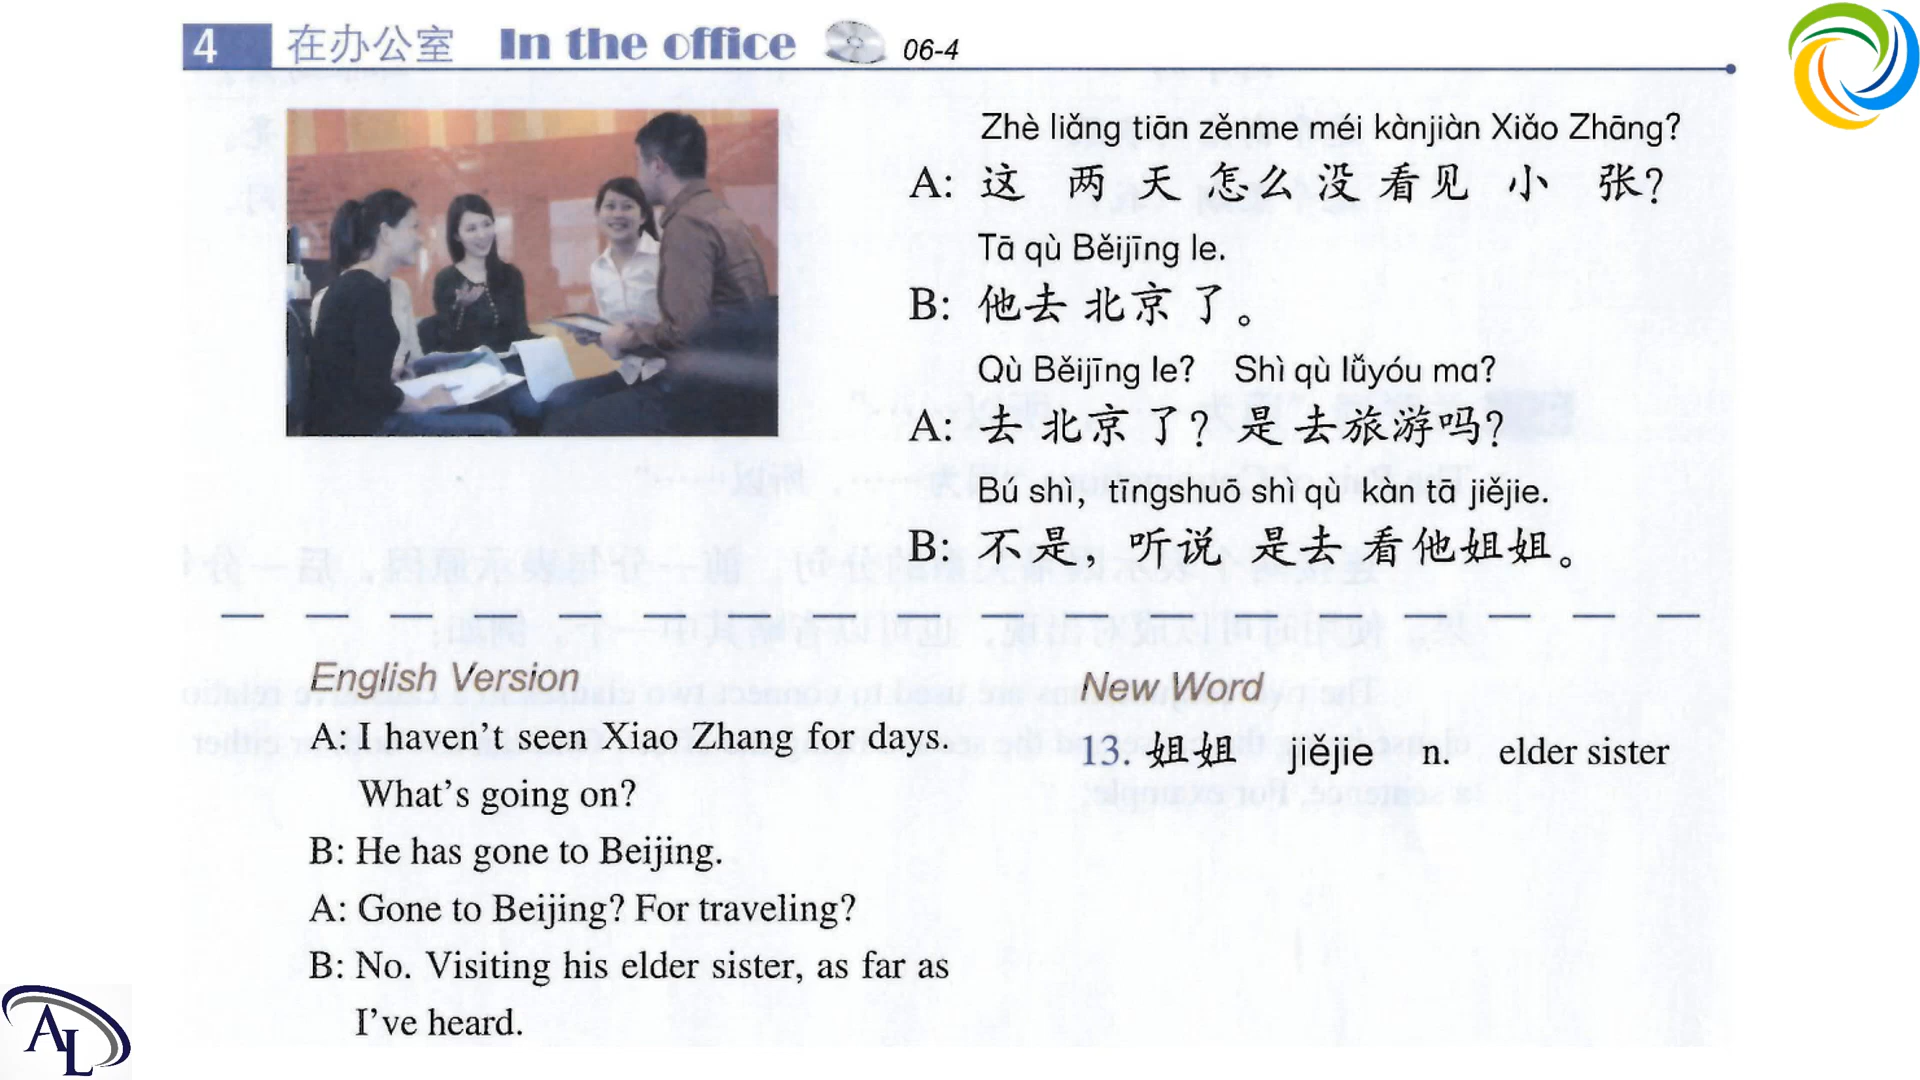 4 在办公室 In the office 06-4
Zhè liǎng tiān zěnme méi kànjiàn Xiǎo Zhāng?
A: 这 两 天 怎么 没 看见 小 张?
Tā qù Běijīng le.
B: 他去 北京 了。
Qù Běijīng le? Shì qù lǚyóu ma?
A: 去 北京 了? 是 去旅游吗?
Bú shì, tīngshuō shì qù kàn tā jiějie.
B: 不 是, 听说 是去 看 他姐姐。
English Version
A: I haven't seen Xiao Zhang for days.
What's going on?
B: He has gone to Beijing.
A: Gone to Beijing? For traveling?
B: No. Visiting his elder sister, as far as
I've heard.
New Word
13. 姐姐 jiějie n. elder sister
AL